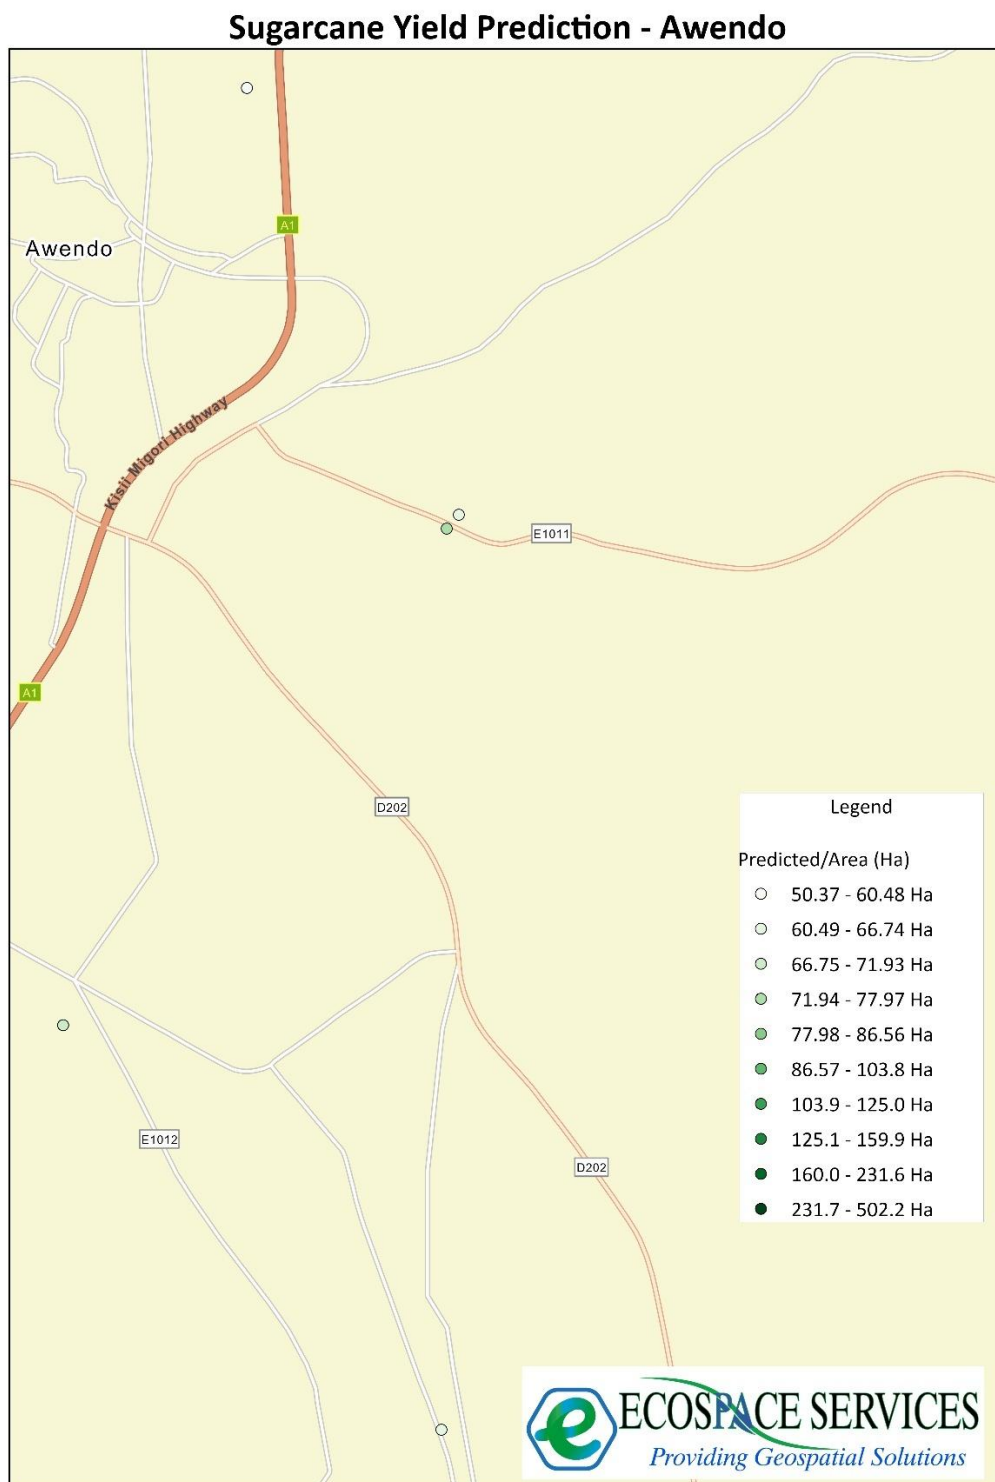 Sugarcane Yield Prediction - Awendo
A1
Awendo
Kisii Migori Highway
E1011
A1
D202
Legend
Predicted/Area (Ha)
50.37 - 60.48 Ha
60.49 - 66.74 Ha
66.75 - 71.93 Ha
71.94 - 77.97 Ha
77.98 - 86.56 Ha
86.57 - 103.8 Ha
103.9 - 125.0 Ha
125.1 - 159.9 Ha
160.0 - 231.6 Ha
231.7 - 502.2 Ha
E1012
D202
e ECOSPACE SERVICES
Providing Geospatial Solutions